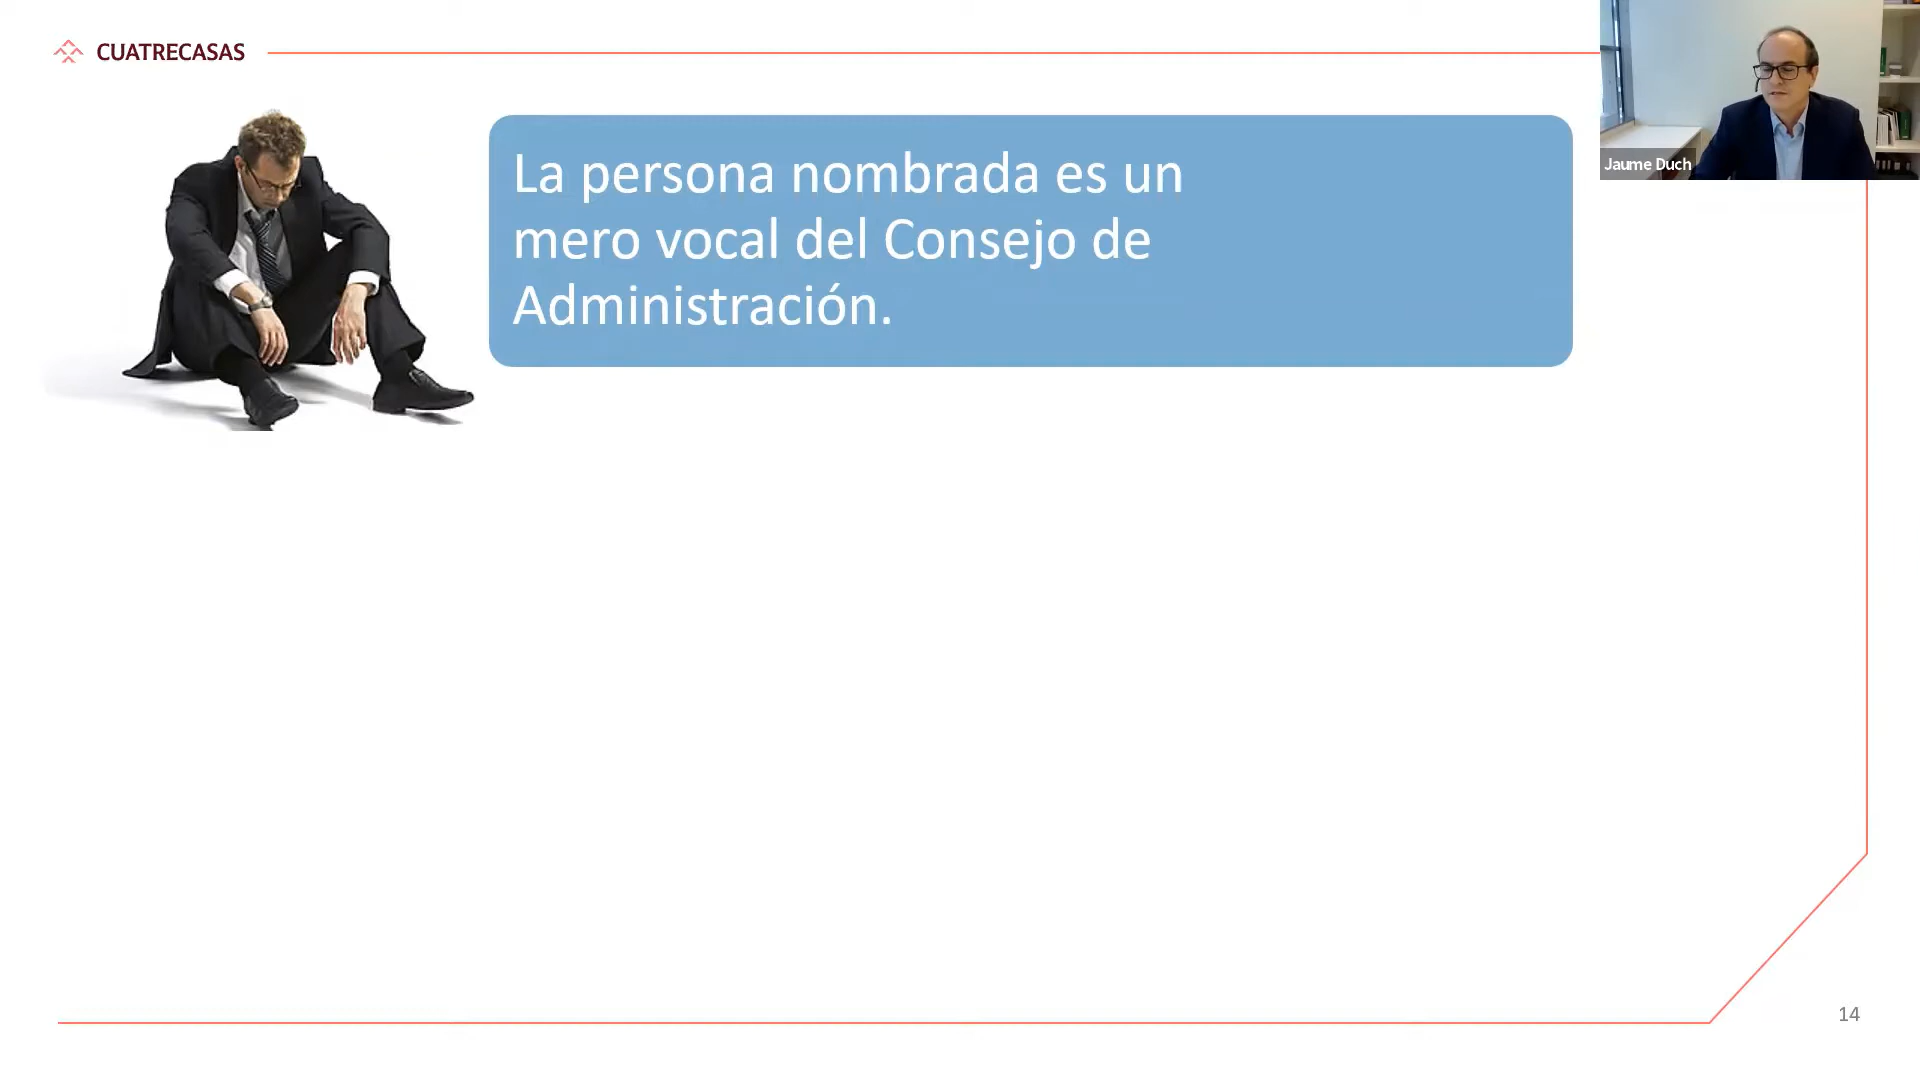 CUATRECASAS
La persona nombrada es un
mero vocal del Consejo de
Administración.
Jaume Duch
14